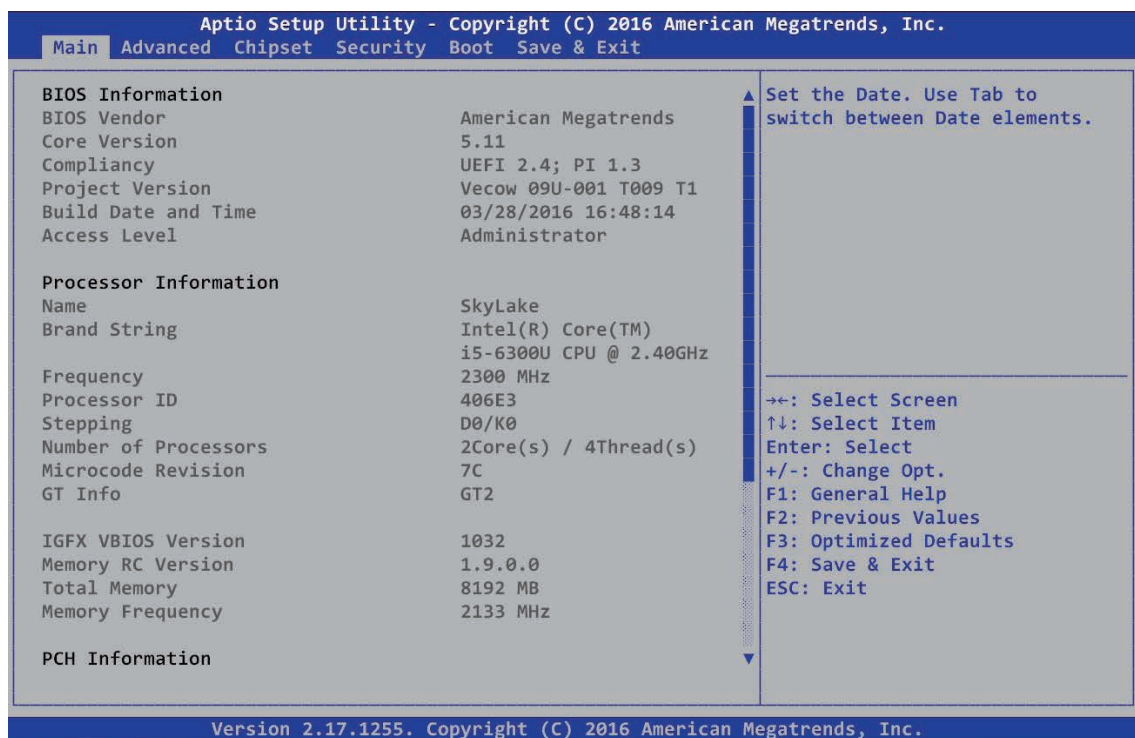 Aptio Setup Utility - Copyright (C) 2016 American Megatrends, Inc.
Main Advanced Chipset Security Boot Save & Exit
BIOS Information
BIOS Vendor American Megatrends
Core Version 5.11
Compliancy UEFI 2.4; PI 1.3
Project Version Vecow 09U-001 T009 T1
Build Date and Time 03/28/2016 16:48:14
Access Level Administrator
Processor Information
Name SkyLake
Brand String Intel(R) Core(TM)
i5-6300U CPU @ 2.40GHz
Frequency 2300 MHz
Processor ID 406E3
Stepping D0/K0
Number of Processors 2Core(s) / 4Thread(s)
Microcode Revision 7C
GT Info GT2
IGFX VBIOS Version 1032
Memory RC Version 1.9.0.0
Total Memory 8192 MB
Memory Frequency 2133 MHz
PCH Information
Set the Date. Use Tab to
switch between Date elements.
→←: Select Screen
↑↓: Select Item
Enter: Select
+/-: Change Opt.
F1: General Help
F2: Previous Values
F3: Optimized Defaults
F4: Save & Exit
ESC: Exit
Version 2.17.1255. Copyright (C) 2016 American Megatrends, Inc.